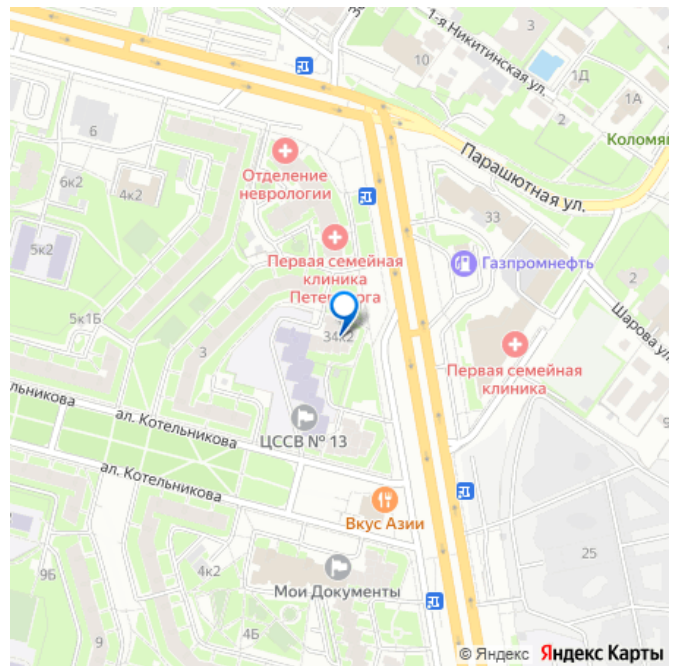 1-я Никитинская ул.
3
10
1Д
1А
2
Коломя
6
Отделение
неврологии
Парашютная ул.
6к2
4к2
33
5к2
Первая семейная
клиника
Газпромнефть
2
5к1Б
34к2
Шарова ул.
3
Первая семейная
клиника
ал. Котельникова
ЦССВ № 13
ал. Котельникова
Вкус Азии
25
9Б
4к2
Мои Документы
4Б
9
© Яндекс Яндекс Карты